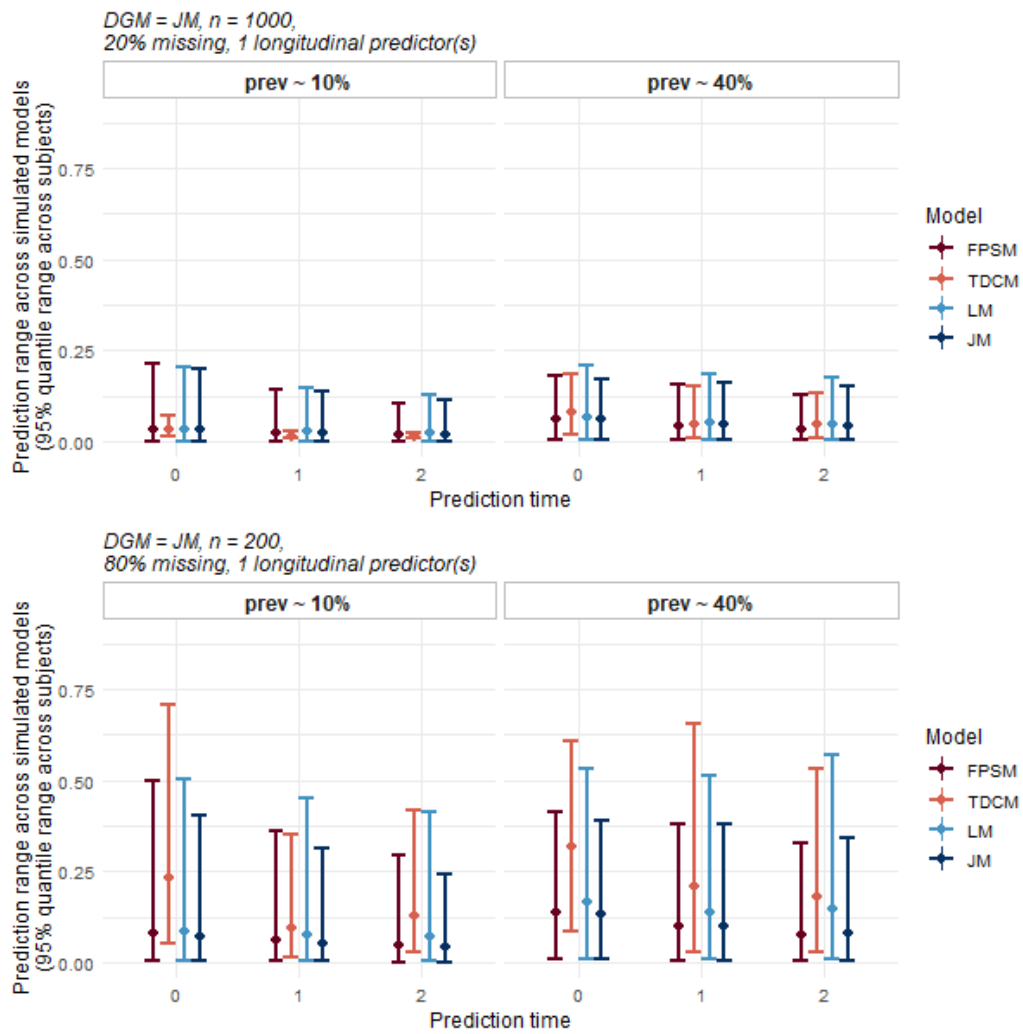 DGM = JM, n = 1000,
20% missing, 1 longitudinal predictor(s)
prev ~ 10%
prev ~ 40%
Prediction range across simulated models
(95% quantile range across subjects)
0.75
0.50
0.25
0.00
0
1
2
0
1
2
Prediction time
Model
FPSM
TDCM
LM
JM
DGM = JM, n = 200,
80% missing, 1 longitudinal predictor(s)
prev ~ 10%
prev ~ 40%
Prediction range across simulated models
(95% quantile range across subjects)
0.75
0.50
0.25
0.00
0
1
2
0
1
2
Prediction time
Model
FPSM
TDCM
LM
JM